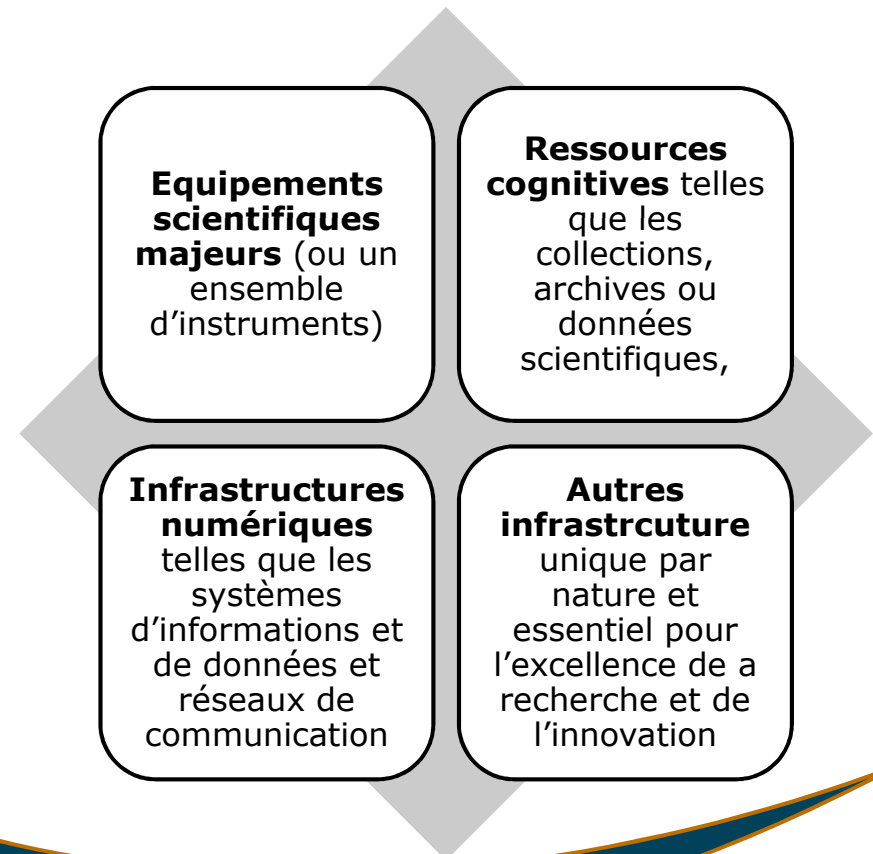 Equipements
scientifiques
majeurs (ou un
ensemble
d'instruments)
Ressources
cognitives telles
que les
collections,
archives ou
données
scientifiques,
Infrastructures
numériques
telles que les
systèmes
d'informations et
de données et
réseaux de
communication
Autres
infrastrcuture
unique par
nature et
essentiel pour
l'excellence de a
recherche et de
l'innovation